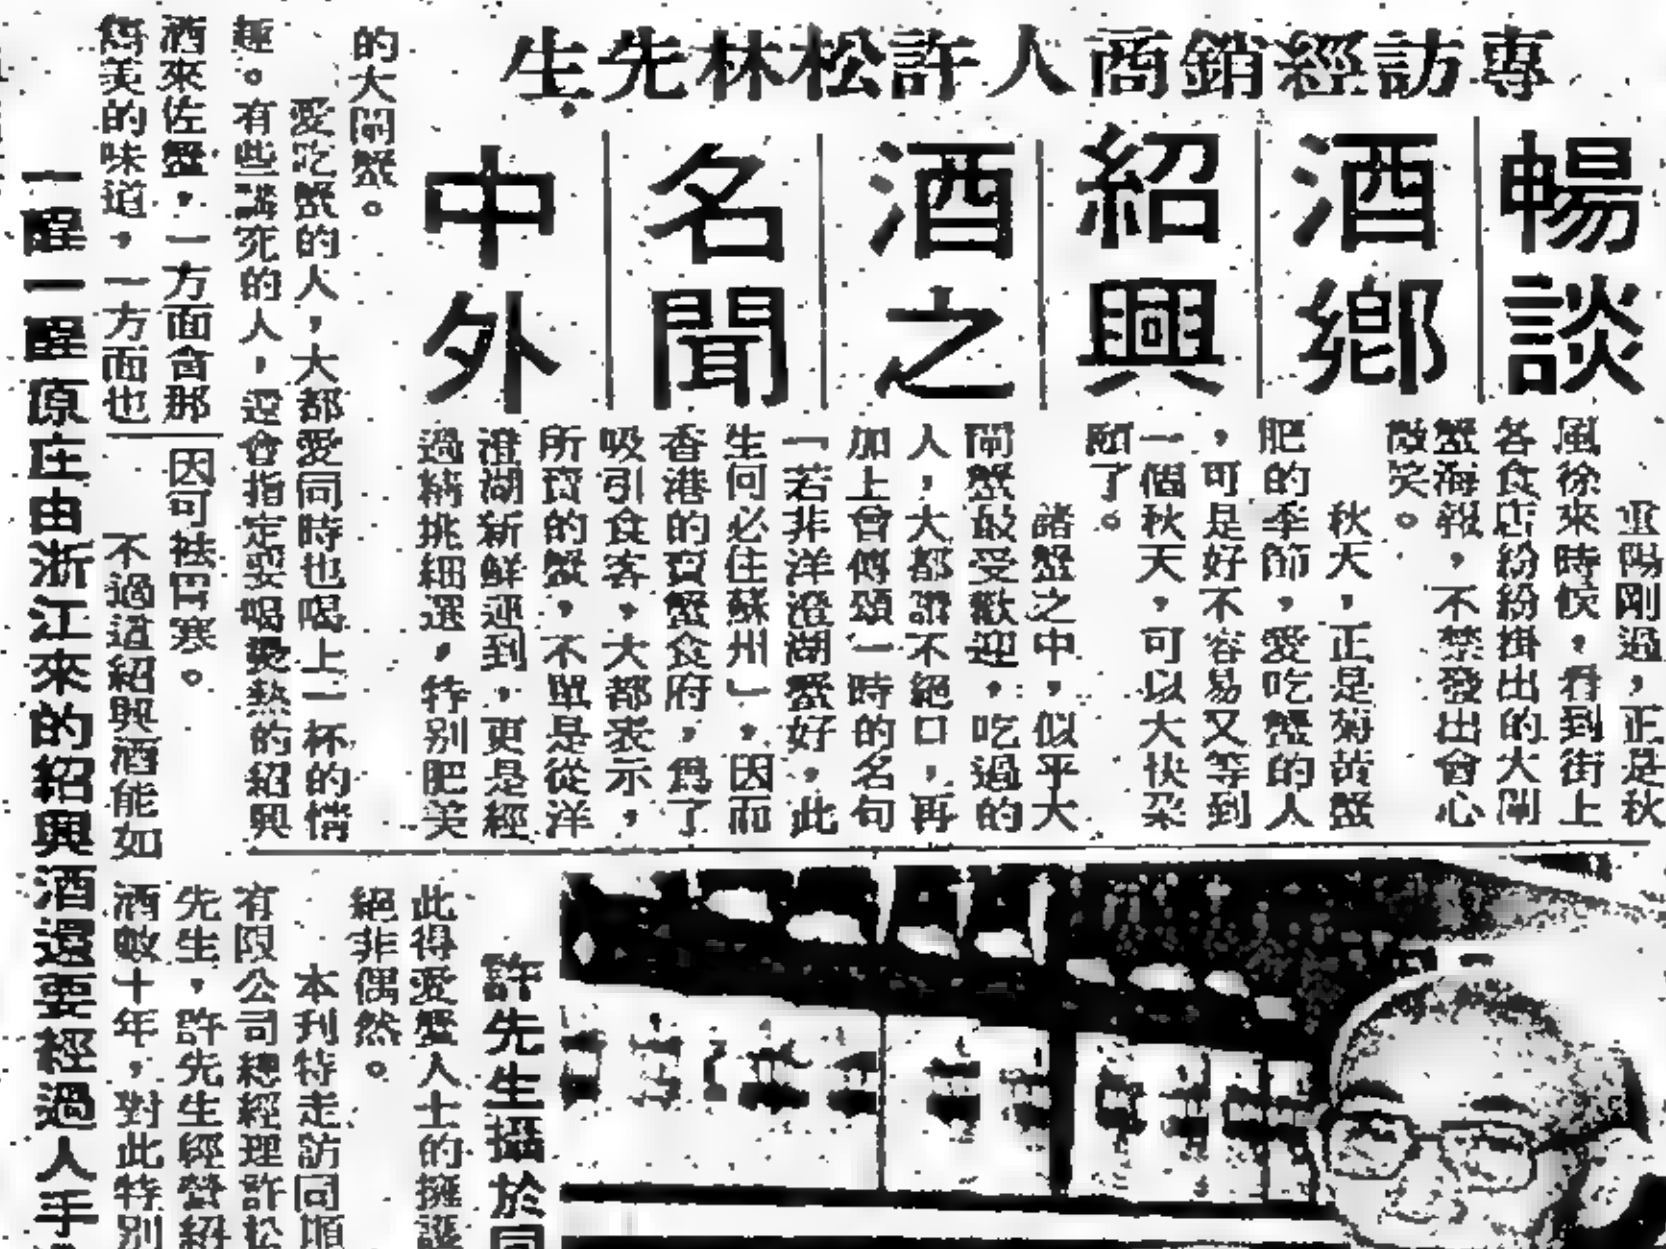 專訪經銷商人許松林先生
暢談
酒鄉
紹興
酒之
名聞
中外
重陽剛過，正是秋
風徐來時候，看到街上
各食店紛紛掛出的大閘
蟹海報，不禁發出會心
微笑。
秋天，正是菊黃蟹
肥的季節，愛吃蟹的人
，可是好不容易又等到
一個秋天，可以大快朶
頤了。
諸蟹之中，似乎大
閘蟹最受歡迎，吃過的
人，大都讚不絕口，再
加上曾傳頌一時的名句
「若非洋澄湖蟹好，此
生何必住蘇州」，因而
香港的賣蟹食府，爲了
吸引食客，大都表示，
所賣的蟹，不單是從洋
澄湖新鮮運到，更是經
過精挑細選，特別肥美
的大閘蟹。
愛吃蟹的人，大都愛同時也喝上一杯的情
趣。有些講究的人，還會指定要喝燙熱的紹興
酒來佐蟹，一方面貪那
美的味道，一方面也
因可袪胃寒。
不過這紹興酒能如
此得愛蟹人士的擁護
絕非偶然。
本刊特走訪同順
有限公司總經理許松
先生，許先生經營紹
酒數十年，對此特別
一醒一醒原庄由浙江來的紹興酒還要經過人手
許先生攝於同